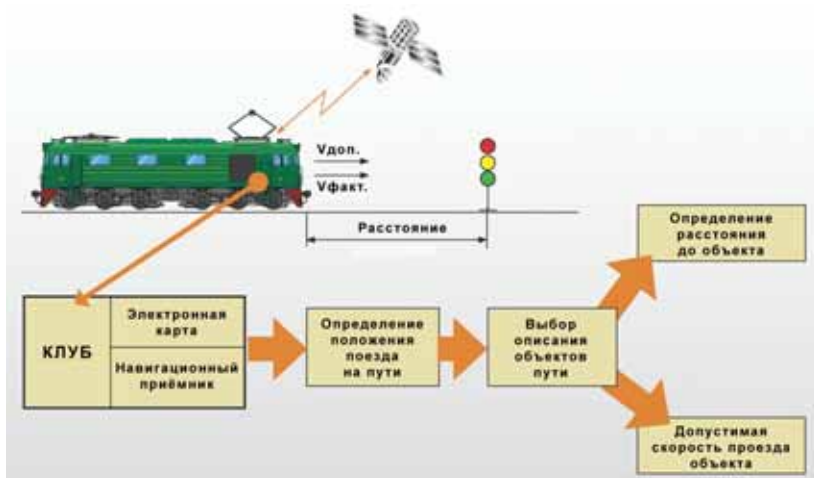 Vдоп.
Vфакт.
Расстояние
Определение
расстояния
до объекта
КЛУБ
Электронная
карта
Навигационный
приёмник
Определение
положения
поезда
на пути
Выбор
описания
объектов
пути
Допустимая
скорость проезда
объекта